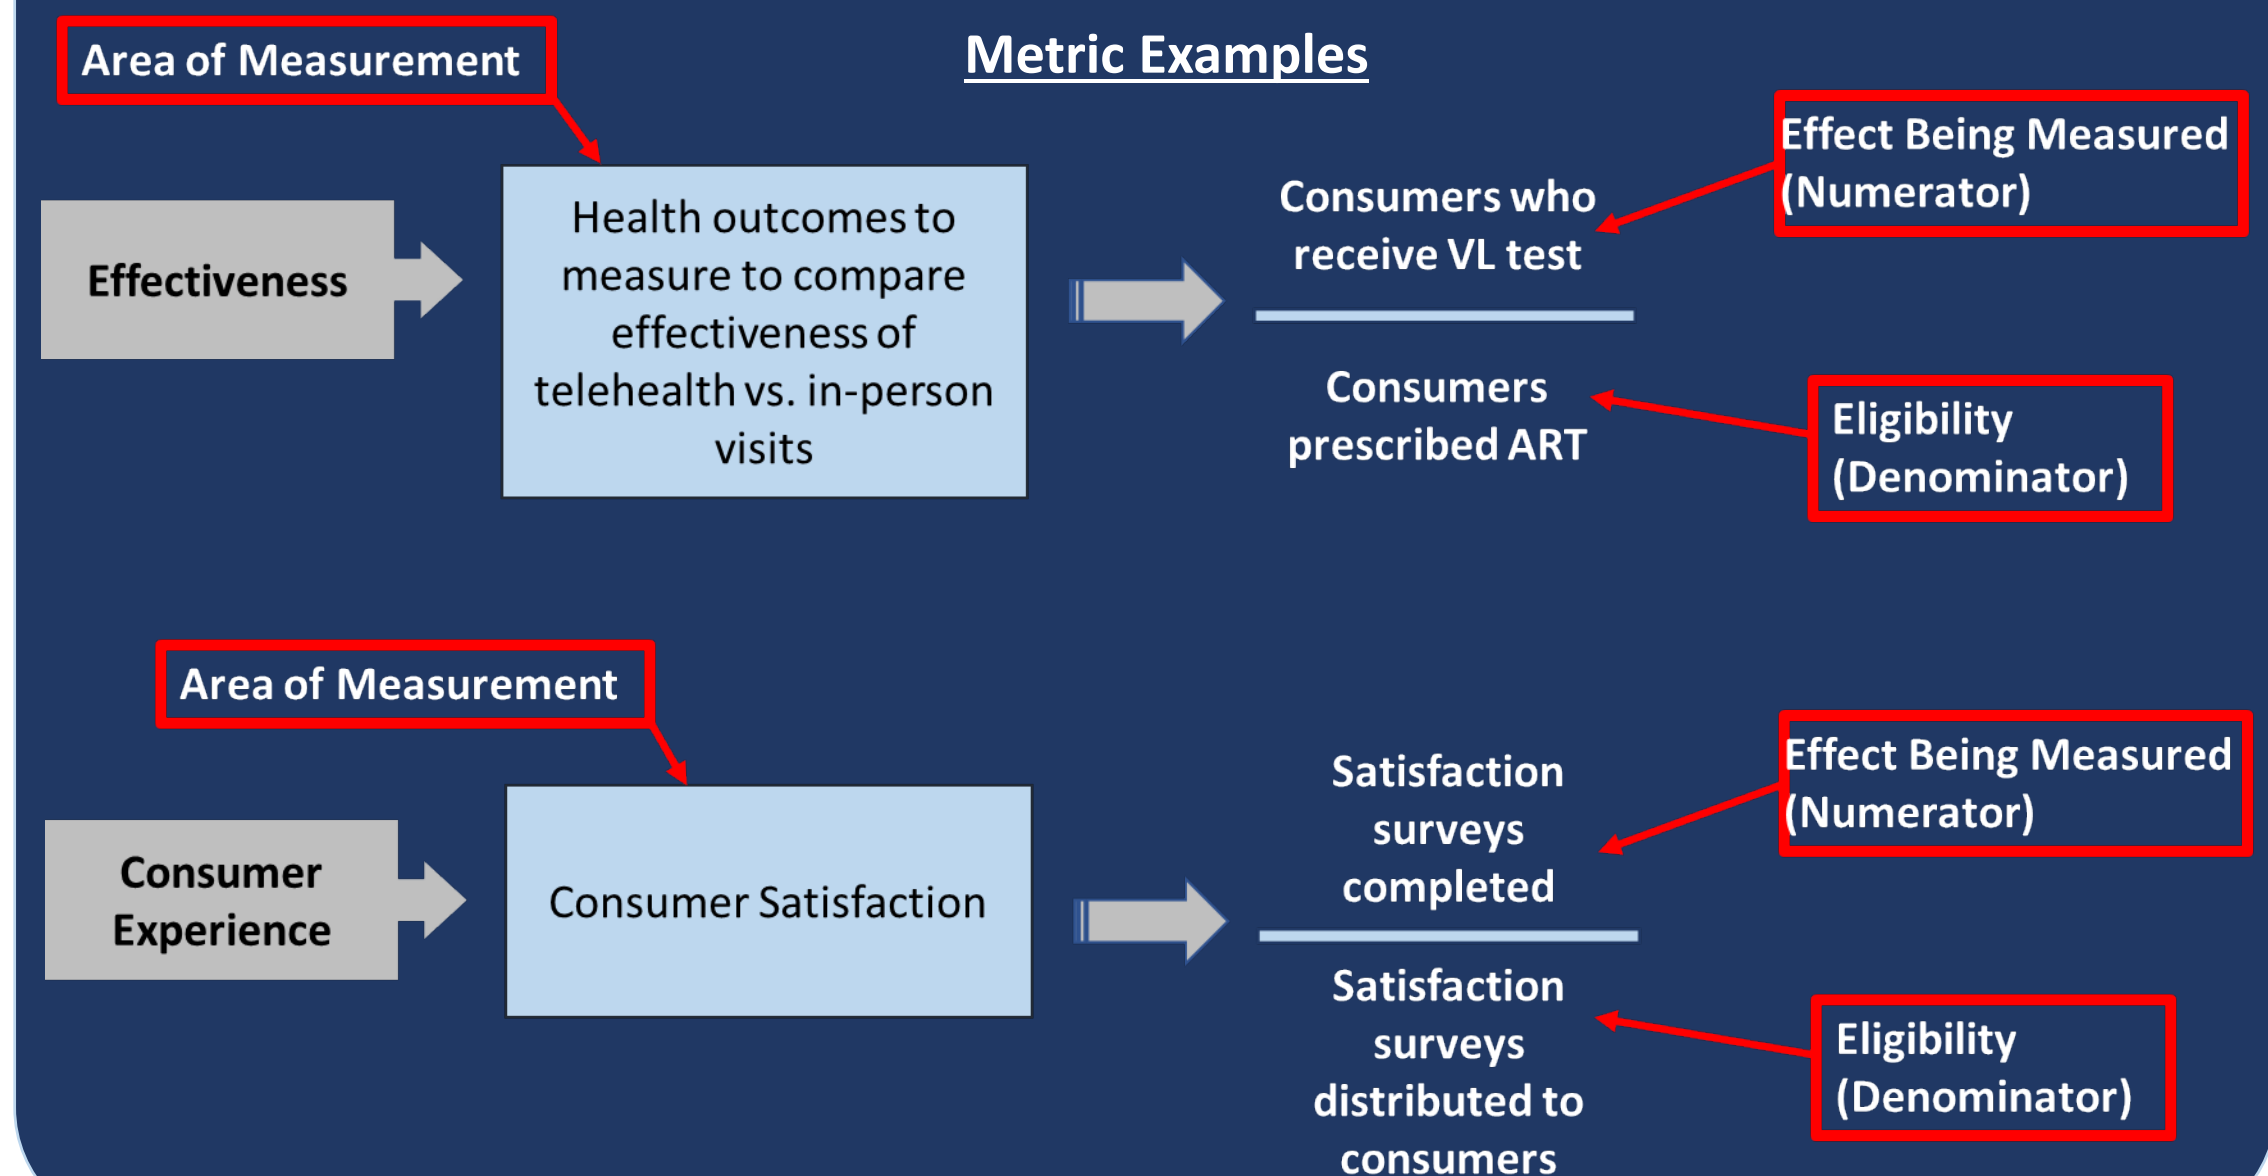 Metric Examples
Area of Measurement
Effectiveness
Health outcomes to
measure to compare
effectiveness of
telehealth vs. in-person
visits
Consumers who
receive VL test
Consumers
prescribed ART
Effect Being Measured
(Numerator)
Eligibility
(Denominator)
Area of Measurement
Consumer
Experience
Consumer Satisfaction
Satisfaction
surveys
completed
Satisfaction
surveys
distributed to
consumers
Effect Being Measured
(Numerator)
Eligibility
(Denominator)